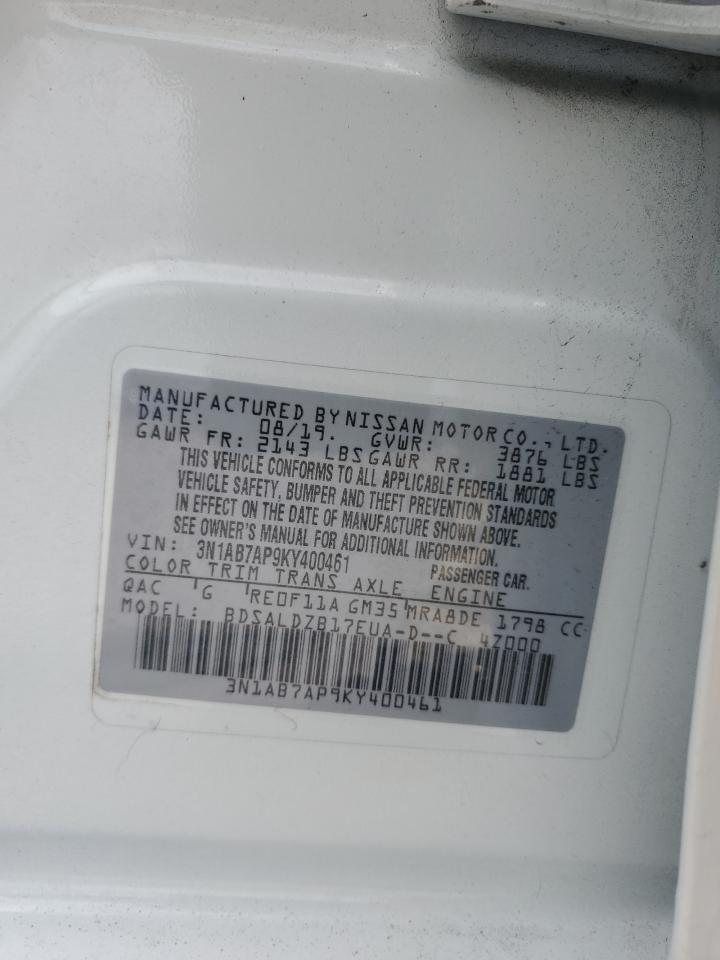 MANUFACTURED BY NISSAN MOTOR CO., LTD.
DATE: 08/19. GVWR: 3876 LBS
GAWR FR: 2143 LBS GAWR RR: 1881 LBS
THIS VEHICLE CONFORMS TO ALL APPLICABLE FEDERAL MOTOR
VEHICLE SAFETY, BUMPER AND THEFT PREVENTION STANDARDS
IN EFFECT ON THE DATE OF MANUFACTURE SHOWN ABOVE.
SEE OWNER'S MANUAL FOR ADDITIONAL INFORMATION.
VIN: 3N1AB7AP9KY400461 PASSENGER CAR.
COLOR TRIM TRANS AXLE ENGINE
QAC G RE0F11A GM35 MRA8DE 1798 CC
MODEL: BDSALDZB17EUA-D--C 4Z000
3N1AB7AP9KY400461